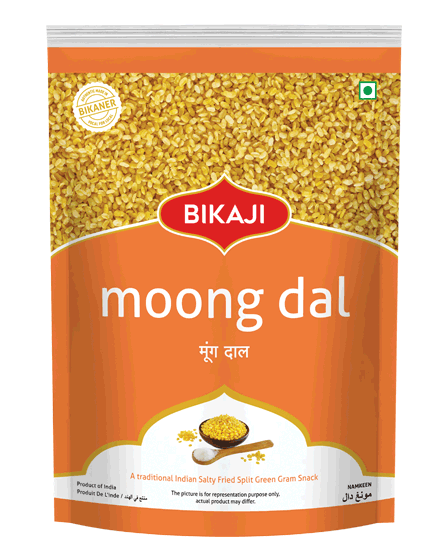 BIKANER
BIKAJI
moong dal
मूंग दाल
A traditional Indian Salty Fried Split Green Gram Snack
Product of India
Produit De L'inde / منتج في الهند
The picture is for representation purpose only,
actual product may differ.
NAMKEEN
مونغ دال